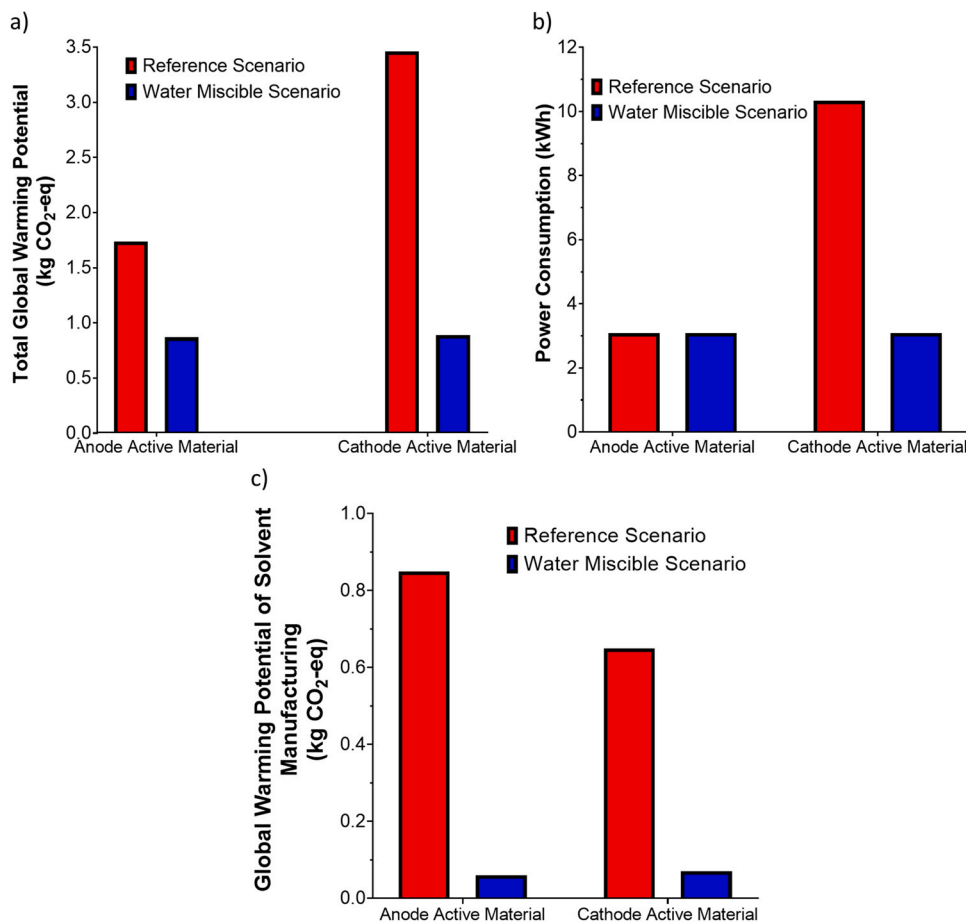 a)
Total Global Warming Potential
(kg CO₂-eq)
3.5
3.0
2.5
2.0
1.5
1.0
0.5
0.0
Reference Scenario
Water Miscible Scenario
Anode Active Material
Cathode Active Material
b)
Power Consumption (kWh)
12
10
8
6
4
2
0
Reference Scenario
Water Miscible Scenario
Anode Active Material
Cathode Active Material
c)
Global Warming Potential of Solvent
Manufacturing
(kg CO₂-eq)
1.0
0.8
0.6
0.4
0.2
0.0
Reference Scenario
Water Miscible Scenario
Anode Active Material
Cathode Active Material